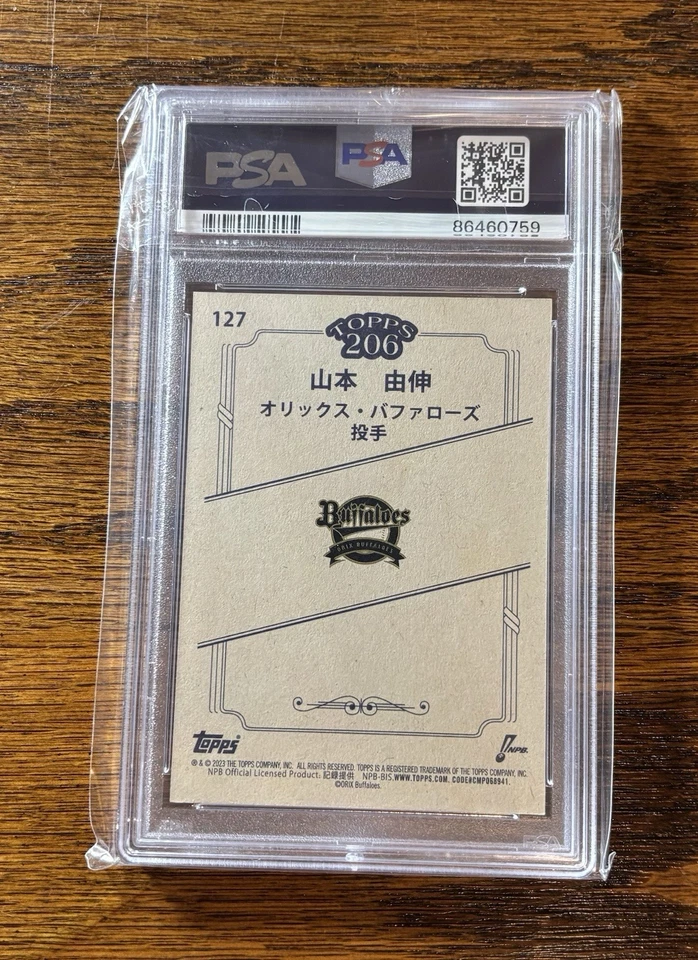 PSA
PSA
86460759
127
TOPPS
206
山本 由伸
オリックス・バファローズ
投手
Buffaloes
ORIX BUFFALOES
topps
NPB.
℗ & © 2023 THE TOPPS COMPANY, INC. ALL RIGHTS RESERVED. TOPPS IS A REGISTERED TRADEMARK OF THE TOPPS COMPANY, INC.
NPB Official Licensed Product: 記録提供 NPB-BIS. WWW.TOPPS.COM. CODE#CMP068941.
©ORIX Buffaloes.